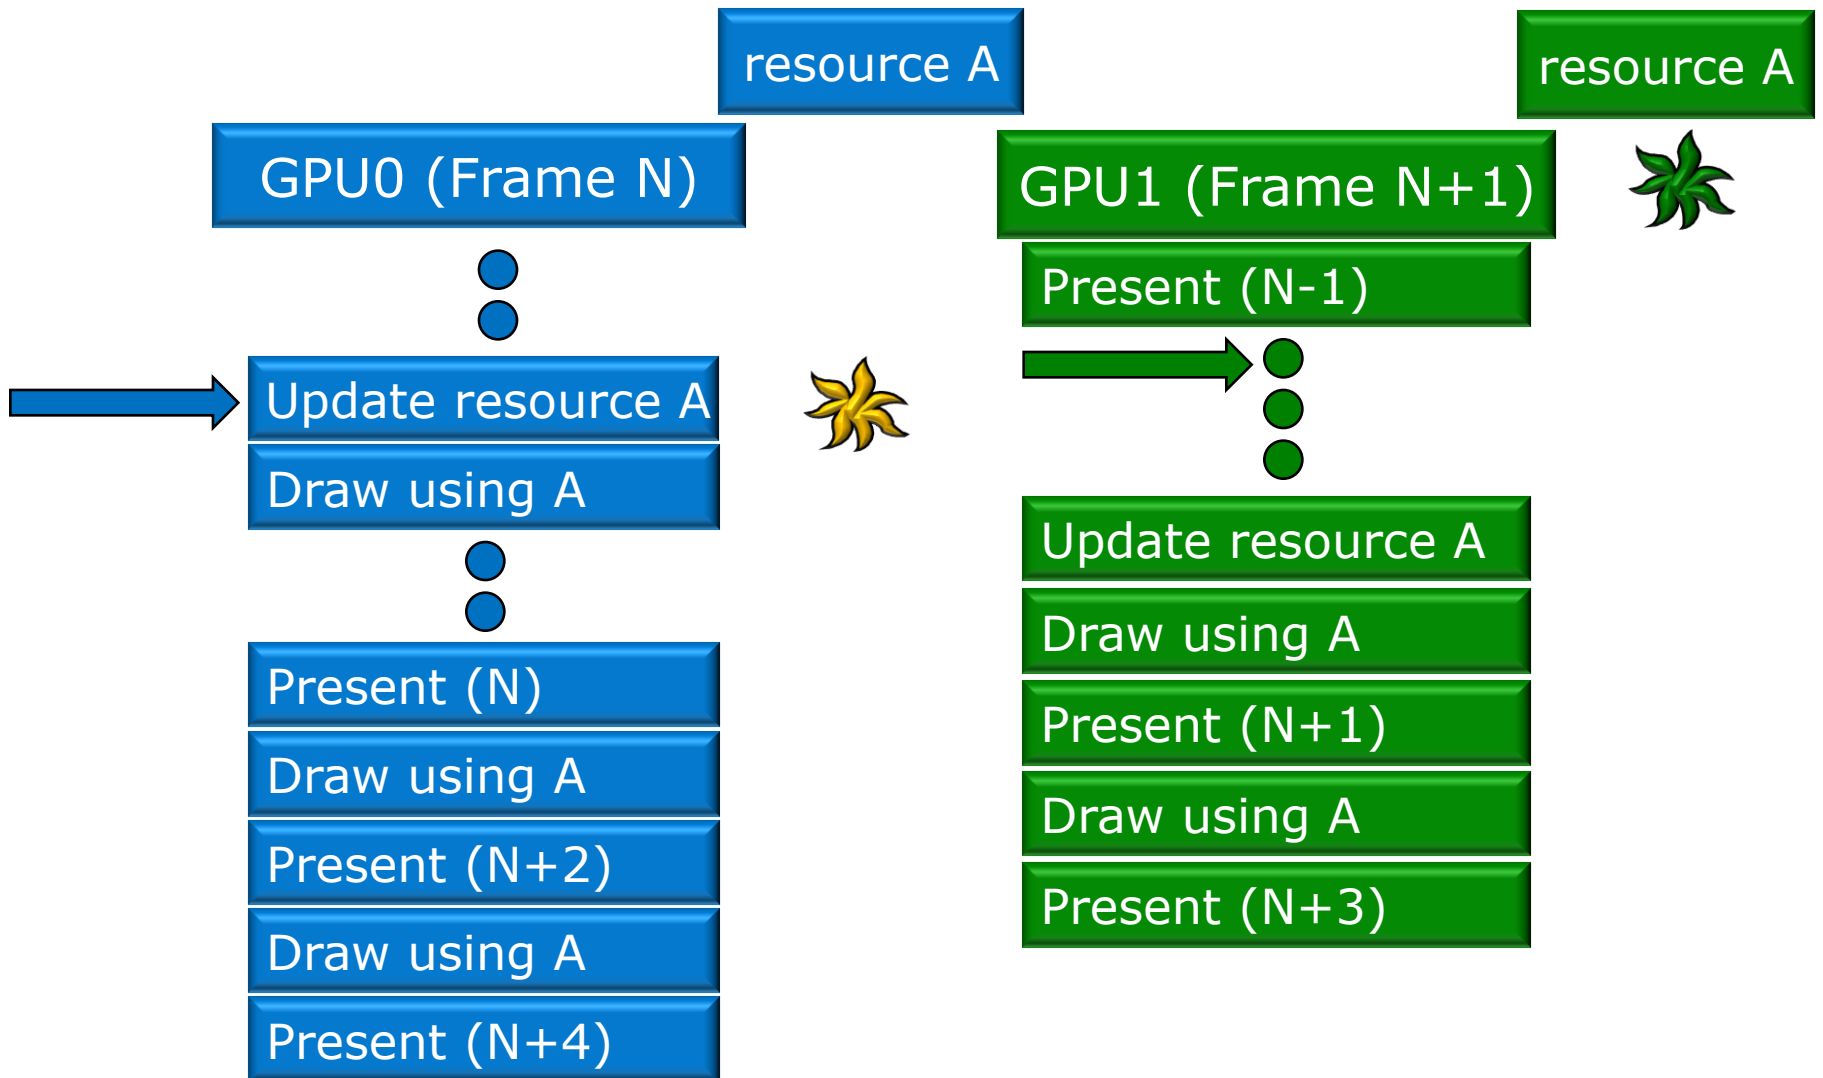 resource A
GPU0 (Frame N)
Update resource A
Draw using A
Present (N)
Draw using A
Present (N+2)
Draw using A
Present (N+4)
resource A
GPU1 (Frame N+1)
Present (N-1)
Update resource A
Draw using A
Present (N+1)
Draw using A
Present (N+3)